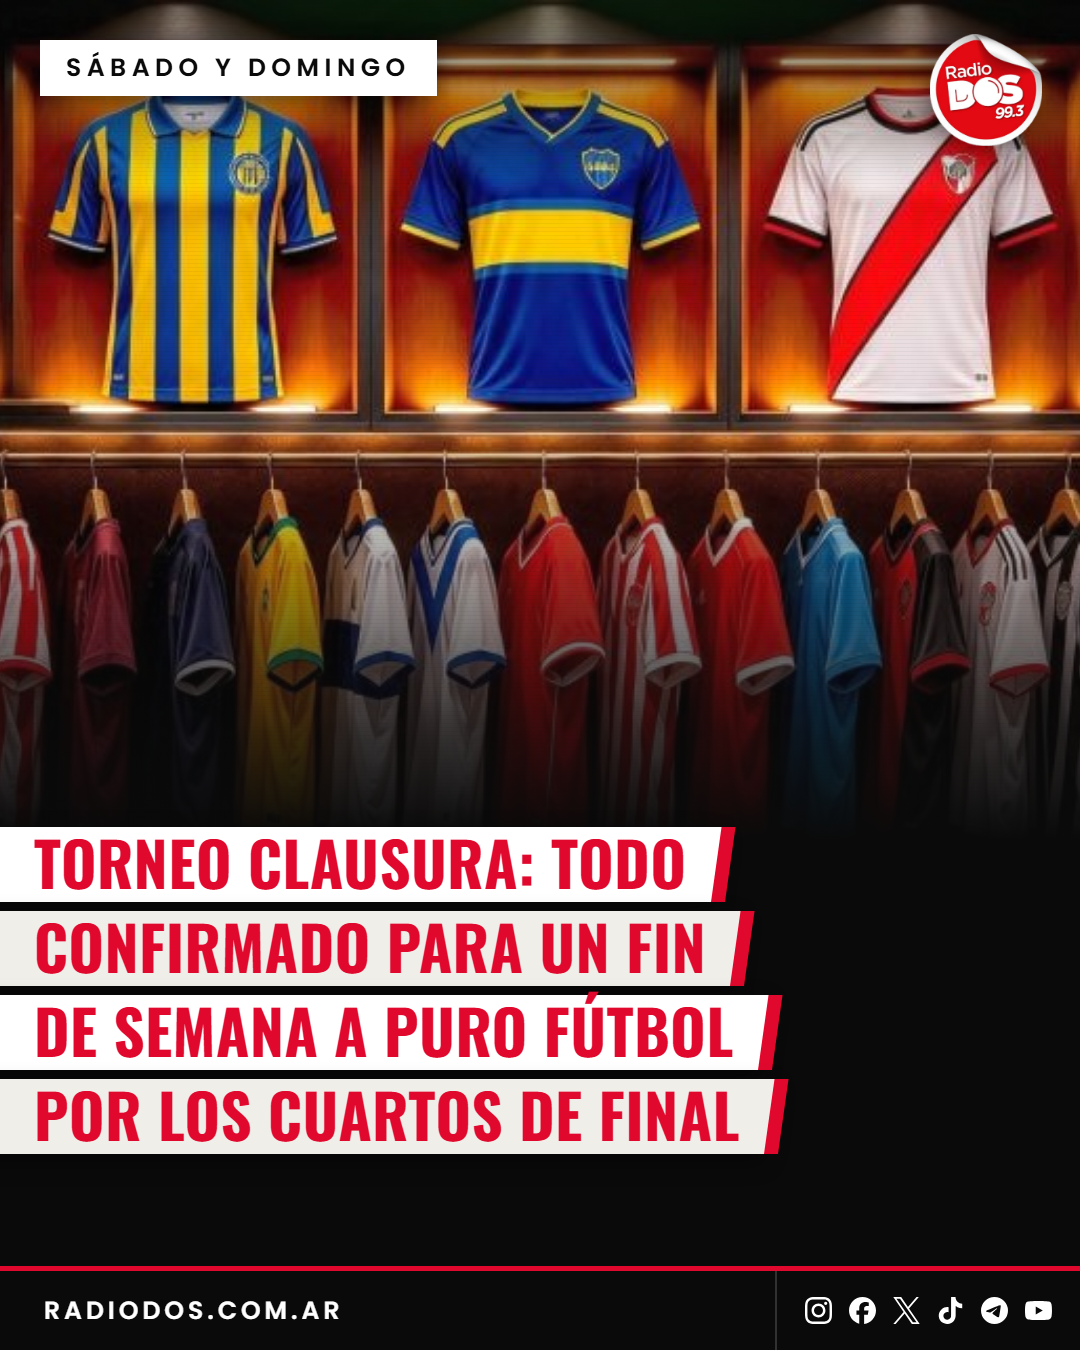 SÁBADO Y DOMINGO
Radio
DOS
99.3
TORNEO CLAUSURA: TODO
CONFIRMADO PARA UN FIN
DE SEMANA A PURO FÚTBOL
POR LOS CUARTOS DE FINAL
RADIODOS.COM.AR